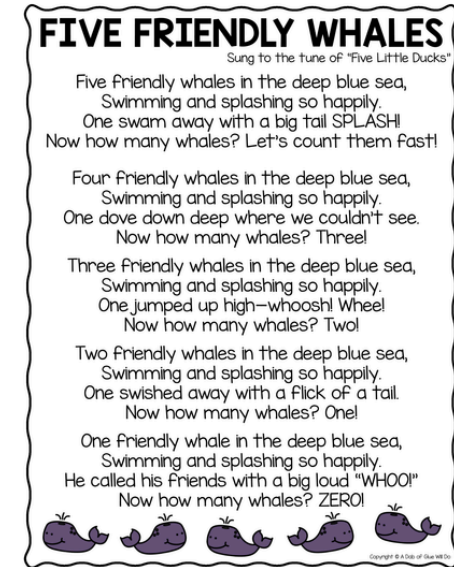 FIVE FRIENDLY WHALES
Sung to the tune of "Five Little Ducks"
Five friendly whales in the deep blue sea,
Swimming and splashing so happily.
One swam away with a big tail SPLASH!
Now how many whales? Let's count them fast!
Four friendly whales in the deep blue sea,
Swimming and splashing so happily.
One dove down deep where we couldn't see.
Now how many whales? Three!
Three friendly whales in the deep blue sea,
Swimming and splashing so happily.
One jumped up high—whoosh! Whee!
Now how many whales? Two!
Two friendly whales in the deep blue sea,
Swimming and splashing so happily.
One swished away with a flick of a tail.
Now how many whales? One!
One friendly whale in the deep blue sea,
Swimming and splashing so happily.
He called his friends with a big loud "WHOO!"
Now how many whales? ZERO!
Copyright © A Dab of Glue Will Do